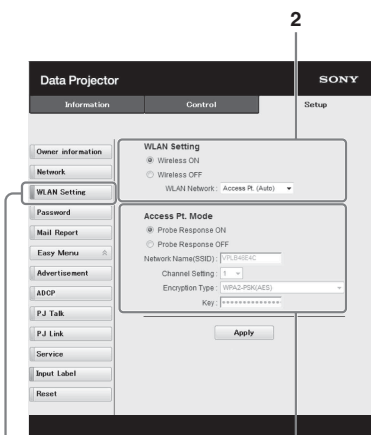 2
Data Projector
SONY
Information
Control
Setup
Owner information
Network
WLAN Setting
Password
Mail Report
Easy Menu
Advertisement
ADCP
PJ Talk
PJ Link
Service
Input Label
Reset
WLAN Setting
Wireless ON
Wireless OFF
WLAN Network : Access Pt. (Auto)
Access Pt. Mode
Probe Response ON
Probe Response OFF
Network Name(SSID) : VPLB46E4C
Channel Setting : 1
Encryption Type : WPA2-PSK(AES)
Key : ••••••••••••••
Apply